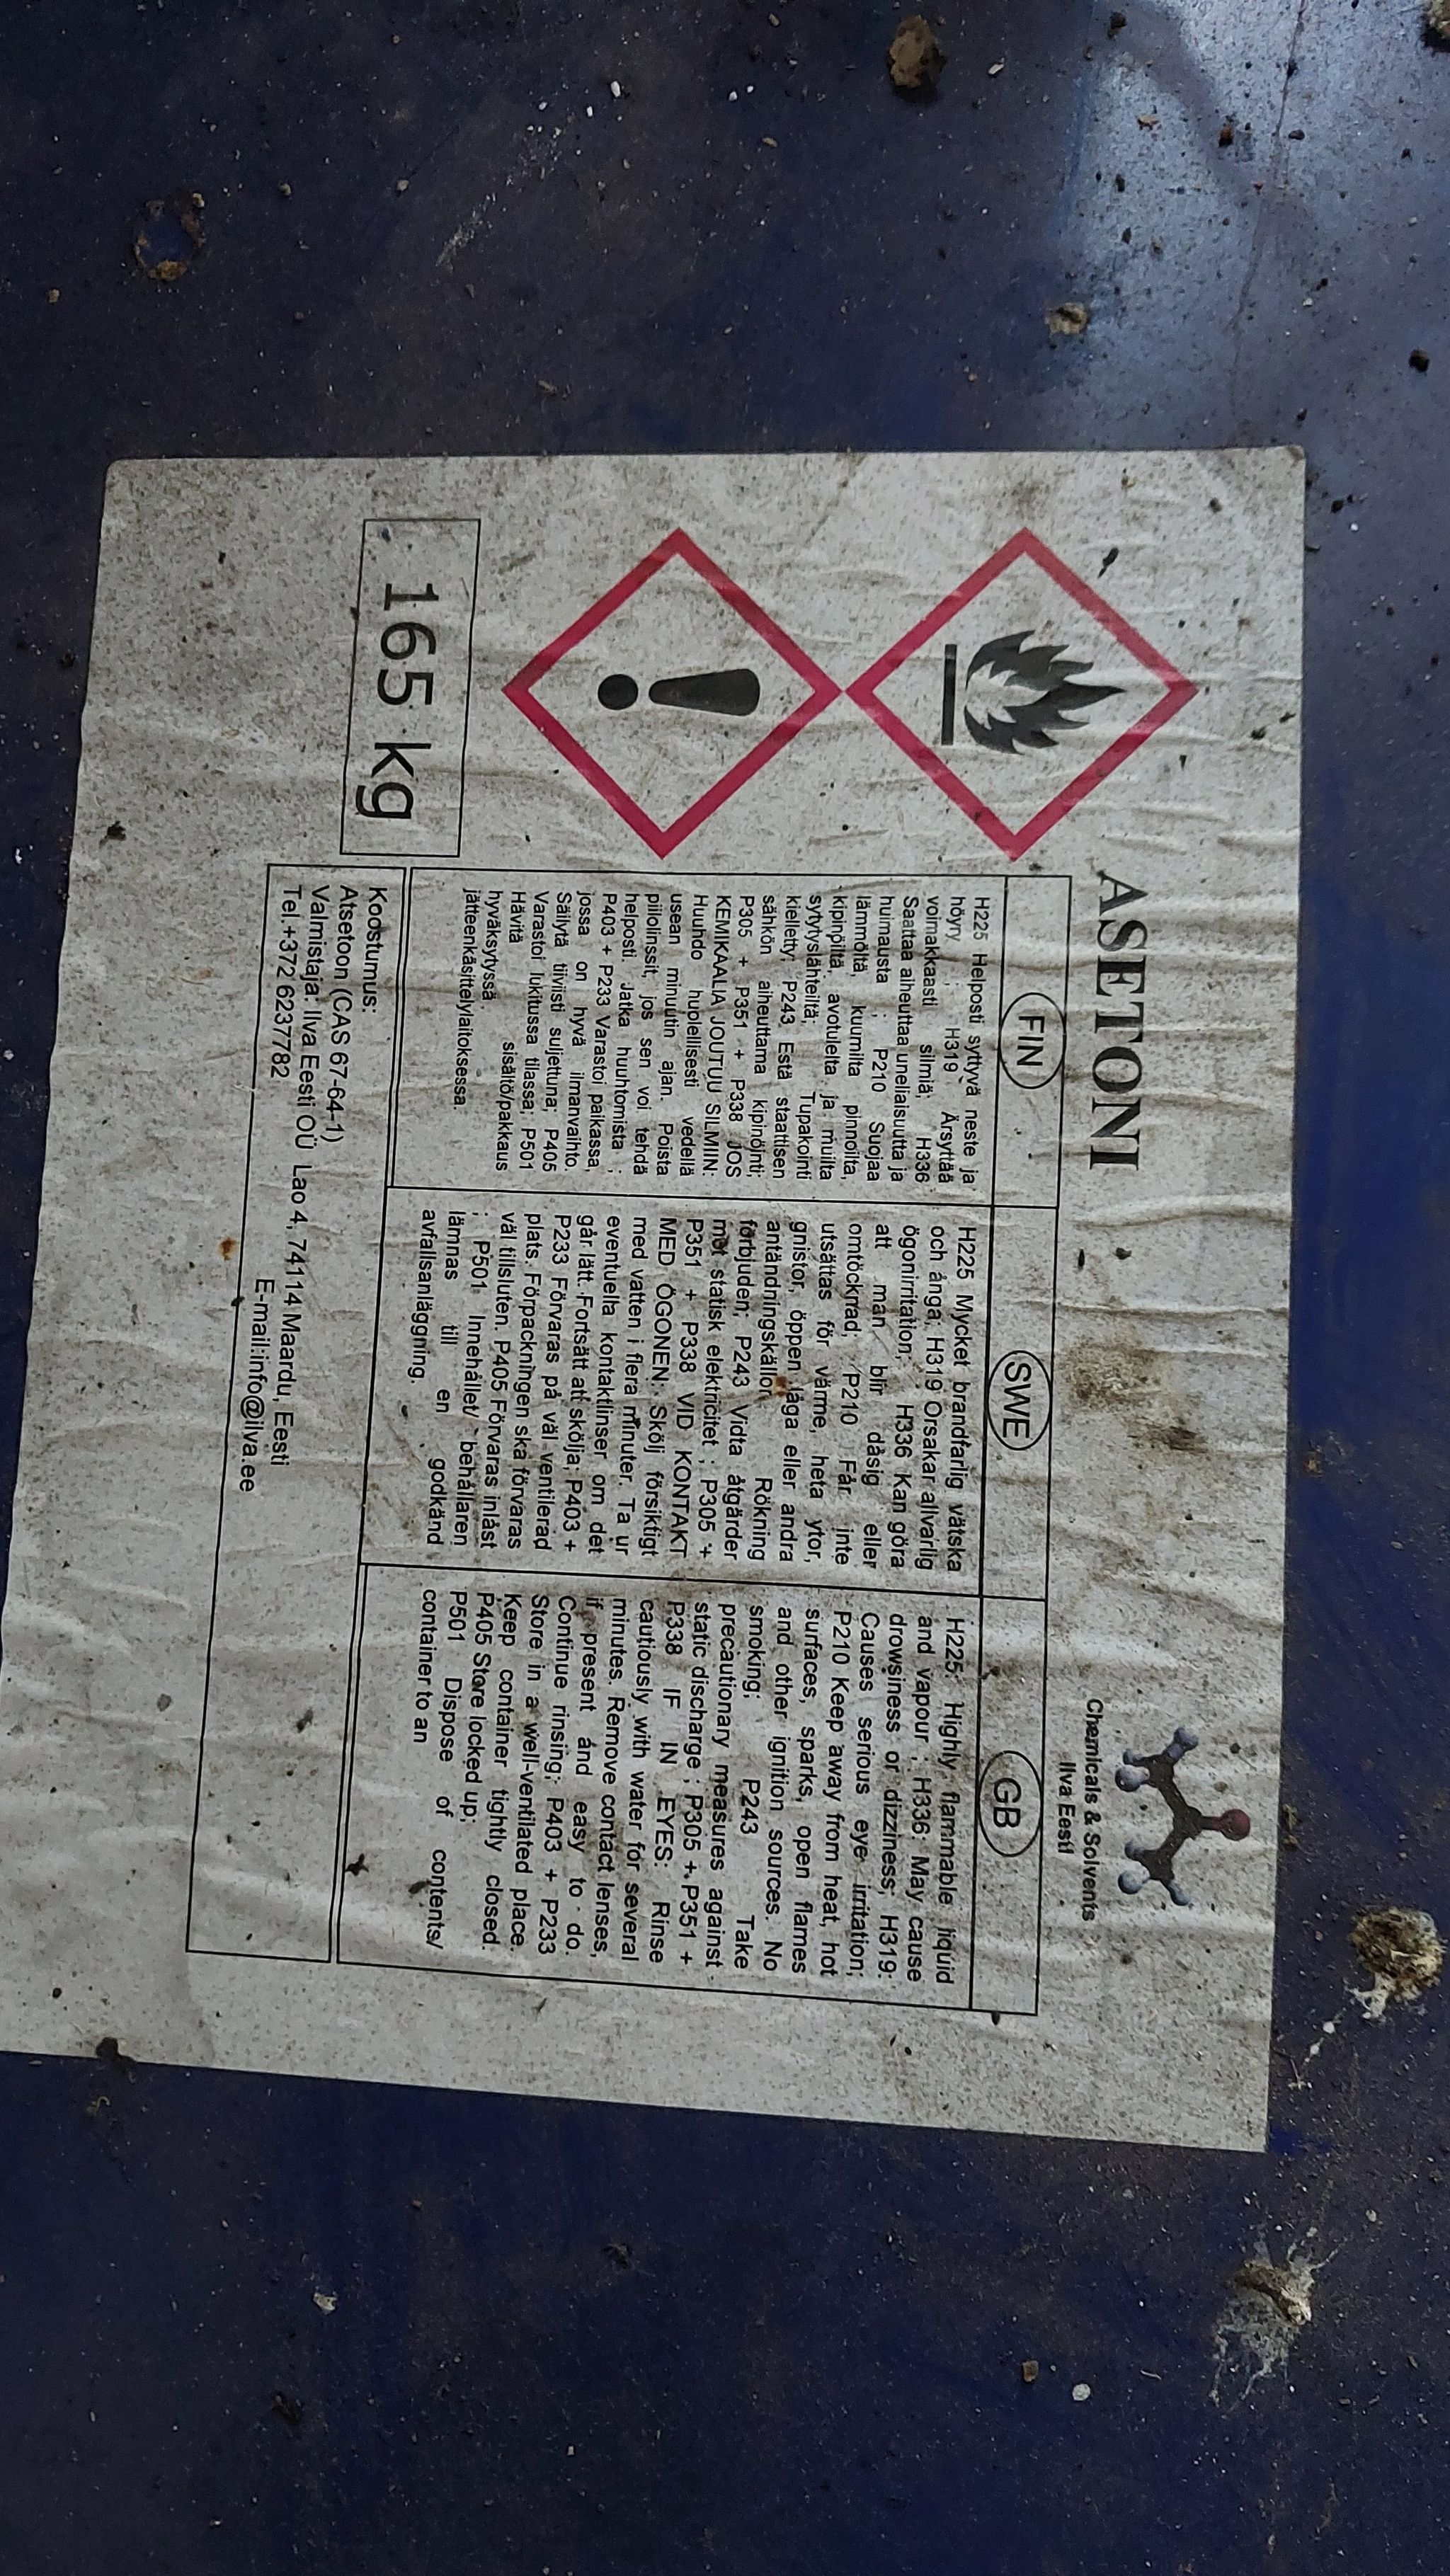 ASETONI
Chemicals & Solvents
Ilva Eesti
165 kg
FIN
H225 Helposti syttyvä neste ja
höyry ; H319 Ärsyttää
voimakkaasti silmiä; H336
Saattaa aiheuttaa uneliaisuutta ja
huimausta ; P210 Suojaa
lämmöltä, kuumilta pinnoilta,
kipinöiltä, avotulelta ja muilta
sytytyslähteiltä; Tupakointi
kielletty; P243 Estä staattisen
sähkön aiheuttama kipinöinti;
P305 + P351 + P338 JOS
KEMIKAALIA JOUTUU SILMIIN:
Huuhdo huolellisesti vedellä
usean minuutin ajan. Poista
piilolinssit, jos sen voi tehdä
helposti. Jatka huuhtomista ;
P403 + P233 Varastoi paikassa,
jossa on hyvä ilmanvaihto.
Säilytä tiiviisti suljettuna; P405
Varastoi lukitussa tilassa; P501
Hävitä sisältö/pakkaus
hyväksytyssä
jätteenkäsittelylaitoksessa.
SWE
H225 Mycket brandfarlig vätska
och ånga; H319 Orsakar allvarlig
ögonirritation; H336 Kan göra
att man blir dåsig eller
omtöcknad; P210 Får inte
utsättas för värme, heta ytor,
gnistor, öppen låga eller andra
antändningskällor. Rökning
förbjuden; P243 Vidta åtgärder
mot statisk elektricitet ; P305 +
P351 + P338 VID KONTAKT
MED ÖGONEN: Skölj försiktigt
med vatten i flera minuter. Ta ur
eventuella kontaktlinser om det
går lätt. Fortsätt att skölja; P403 +
P233 Förvaras på väl ventilerad
plats. Förpackningen ska förvaras
väl tillsluten. P405 Förvaras inlåst
; P501 Innehållet/ behållaren
lämnas till en godkänd
avfallsanläggning.
GB
H225: Highly flammable liquid
and vapour ; H336: May cause
drowsiness or dizziness; H319:
Causes serious eye irritation;
P210 Keep away from heat, hot
surfaces, sparks, open flames
and other ignition sources. No
smoking; P243 Take
precautionary measures against
static discharge ; P305 + P351 +
P338 IF IN EYES: Rinse
cautiously with water for several
minutes. Remove contact lenses,
if present and easy to do.
Continue rinsing; P403 + P233
Store in a well-ventilated place.
Keep container tightly closed.
P405 Store locked up;
P501 Dispose of contents/
container to an
Koostumus:
Atsetoon (CAS 67-64-1)
Valmistaja: Ilva Eesti OÜ Lao 4, 74114 Maardu, Eesti
Tel.+372 6237782 E-mail:info@ilva.ee